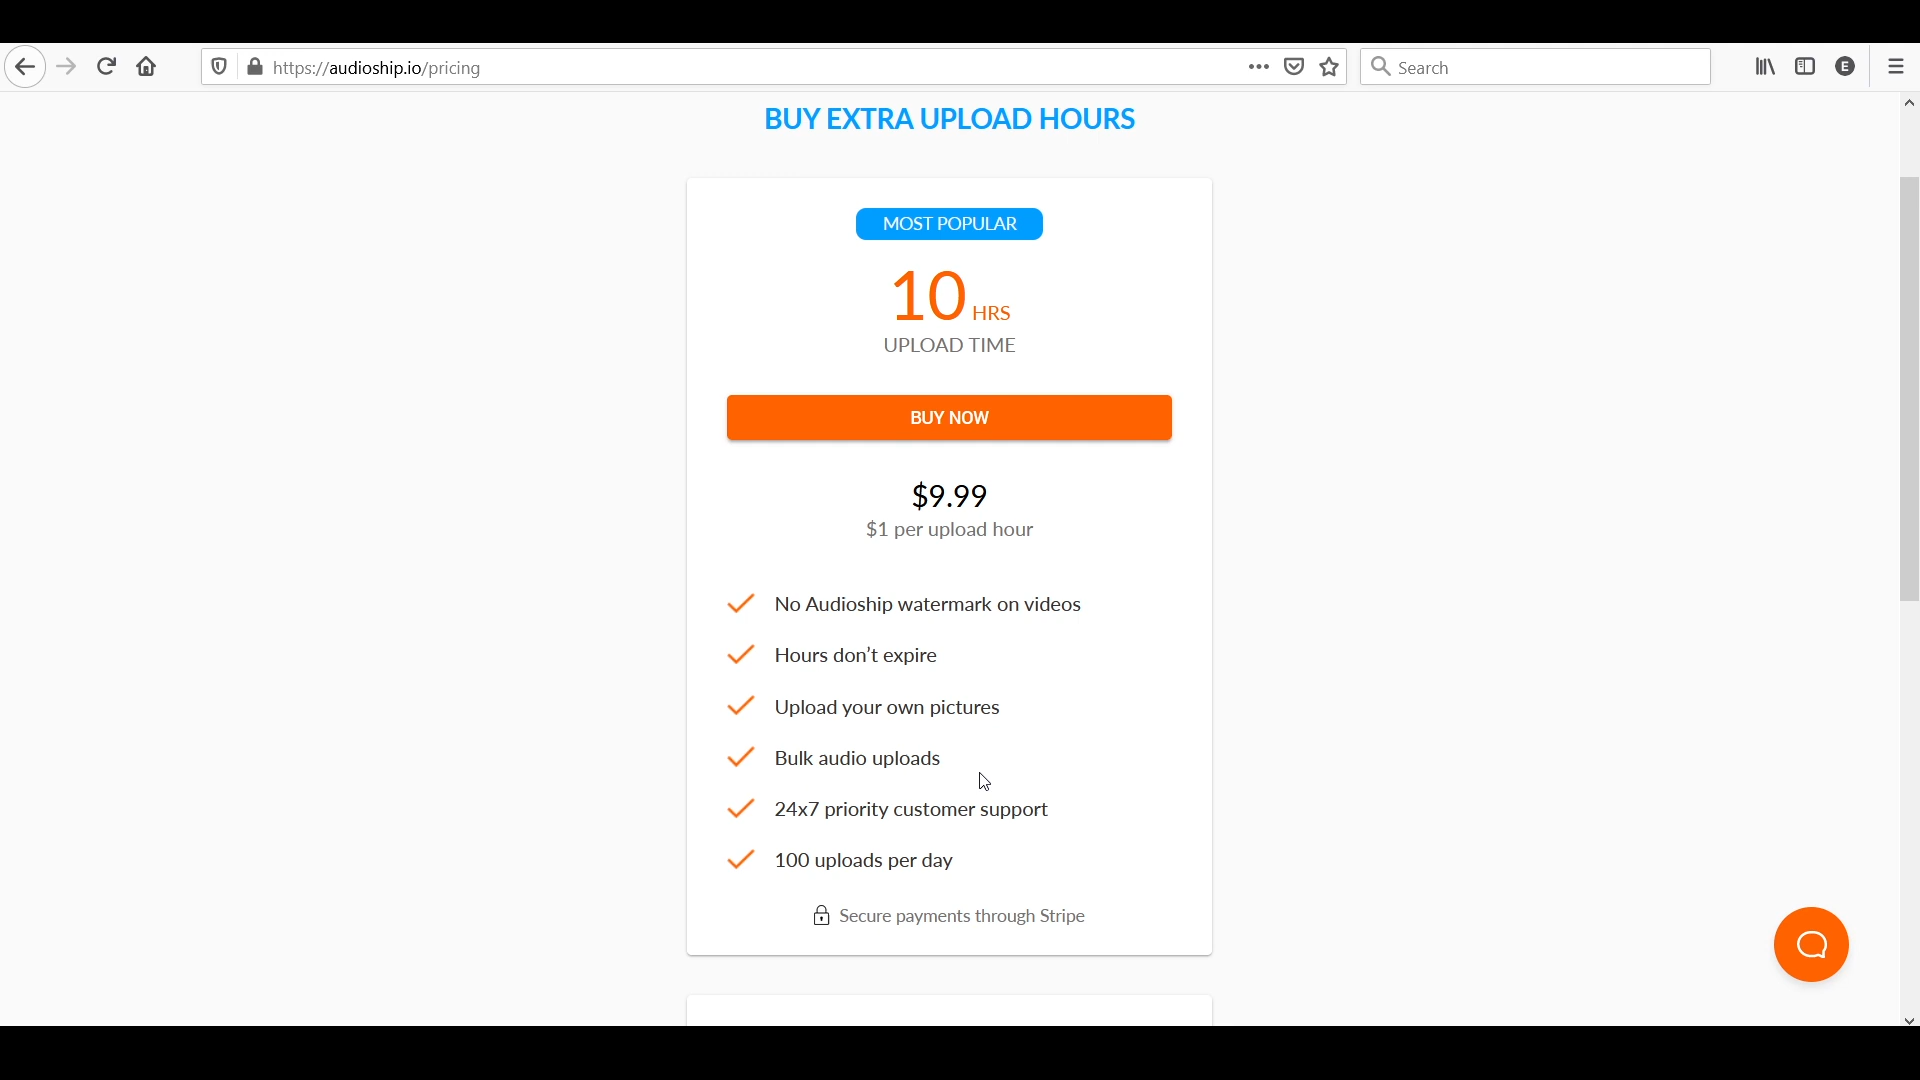 https://audioship.io/pricing
Search
E
BUY EXTRA UPLOAD HOURS
MOST POPULAR
10 HRS
UPLOAD TIME
BUY NOW
$9.99
$1 per upload hour
No Audioship watermark on videos
Hours don't expire
Upload your own pictures
Bulk audio uploads
24x7 priority customer support
100 uploads per day
Secure payments through Stripe